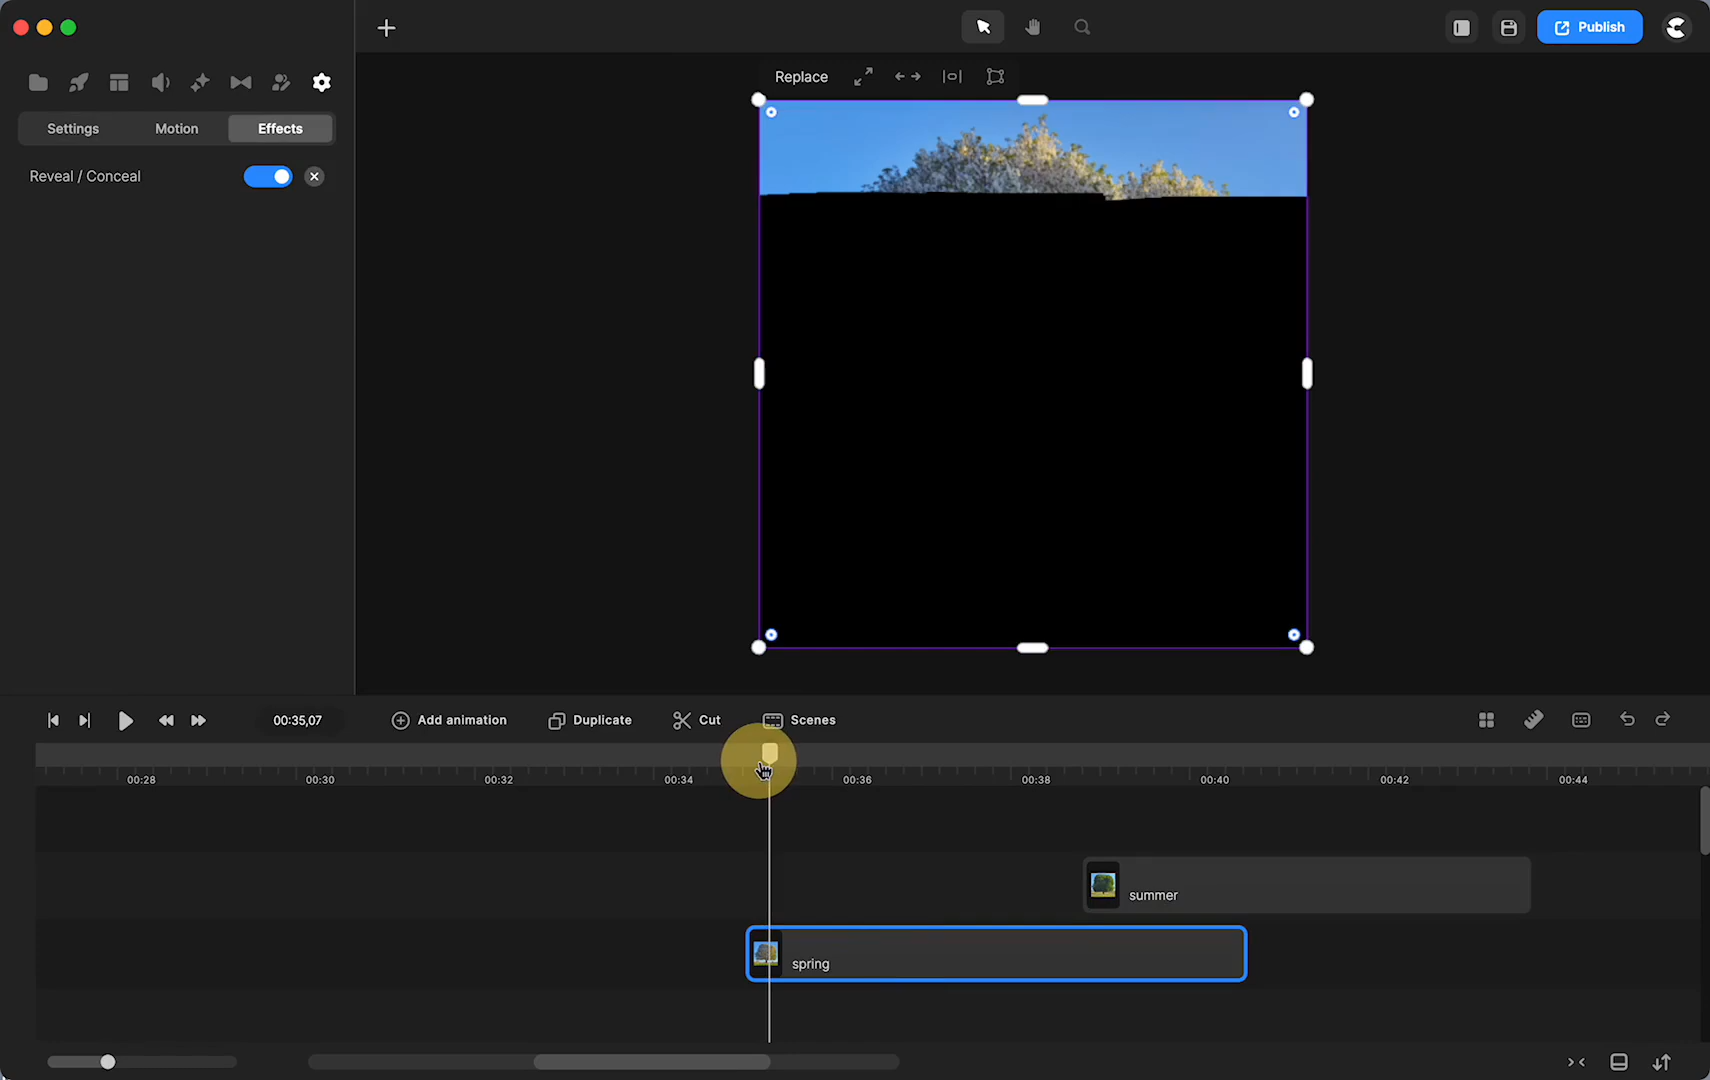 Publish
Replace
Settings Motion Effects
Reveal / Conceal
00:35,07 Add animation Duplicate Cut Scenes
00:28 00:30 00:32 00:34 00:36 00:38 00:40 00:42 00:44
summer
spring